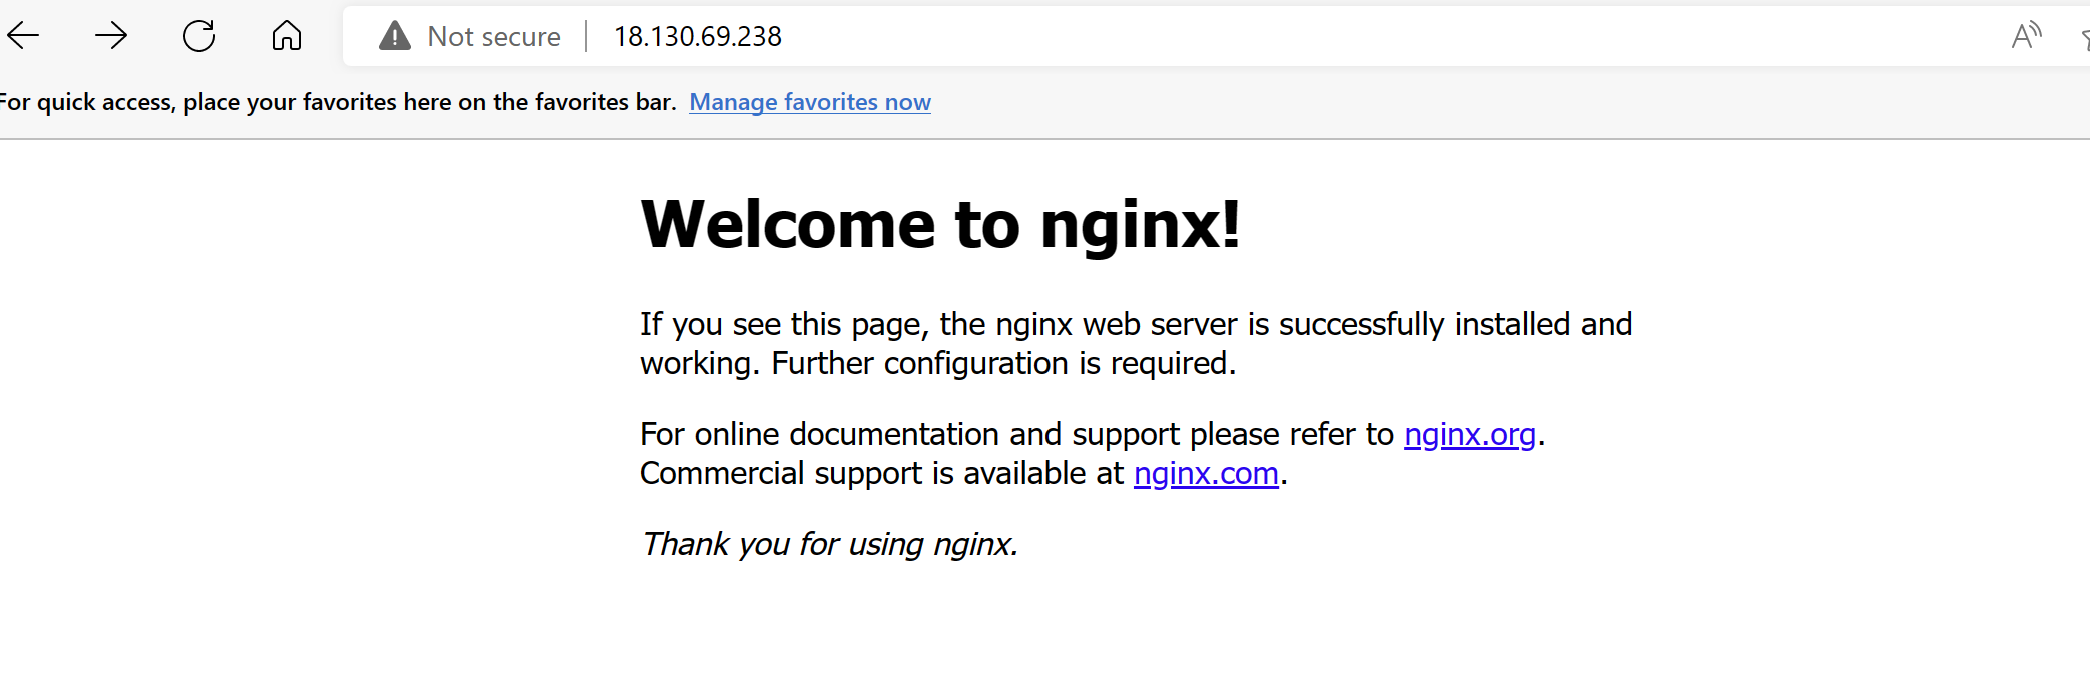 Not secure 18.130.69.238
For quick access, place your favorites here on the favorites bar. Manage favorites now
Welcome to nginx!
If you see this page, the nginx web server is successfully installed and
working. Further configuration is required.
For online documentation and support please refer to nginx.org.
Commercial support is available at nginx.com.
Thank you for using nginx.